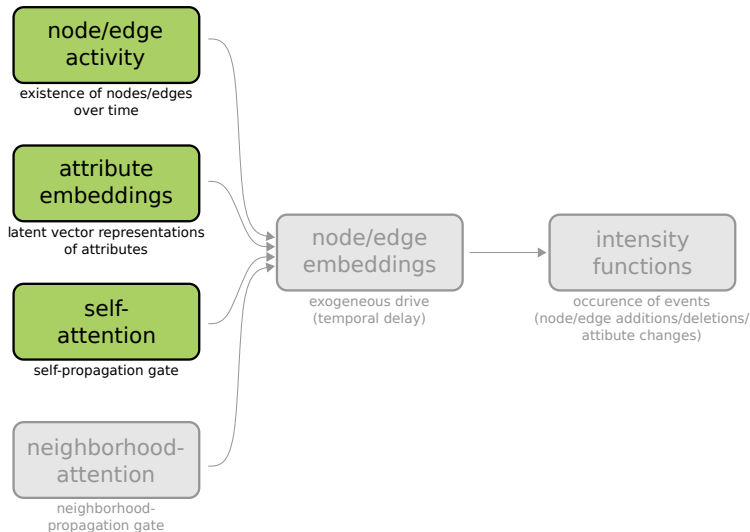 node/edge
activity
existence of nodes/edges
over time
attribute
embeddings
latent vector representations
of attributes
self-
attention
self-propagation gate
neighborhood-
attention
neighborhood-
propagation gate
node/edge
embeddings
exogeneous drive
(temporal delay)
intensity
functions
occurence of events
(node/edge additions/deletions/
attibute changes)